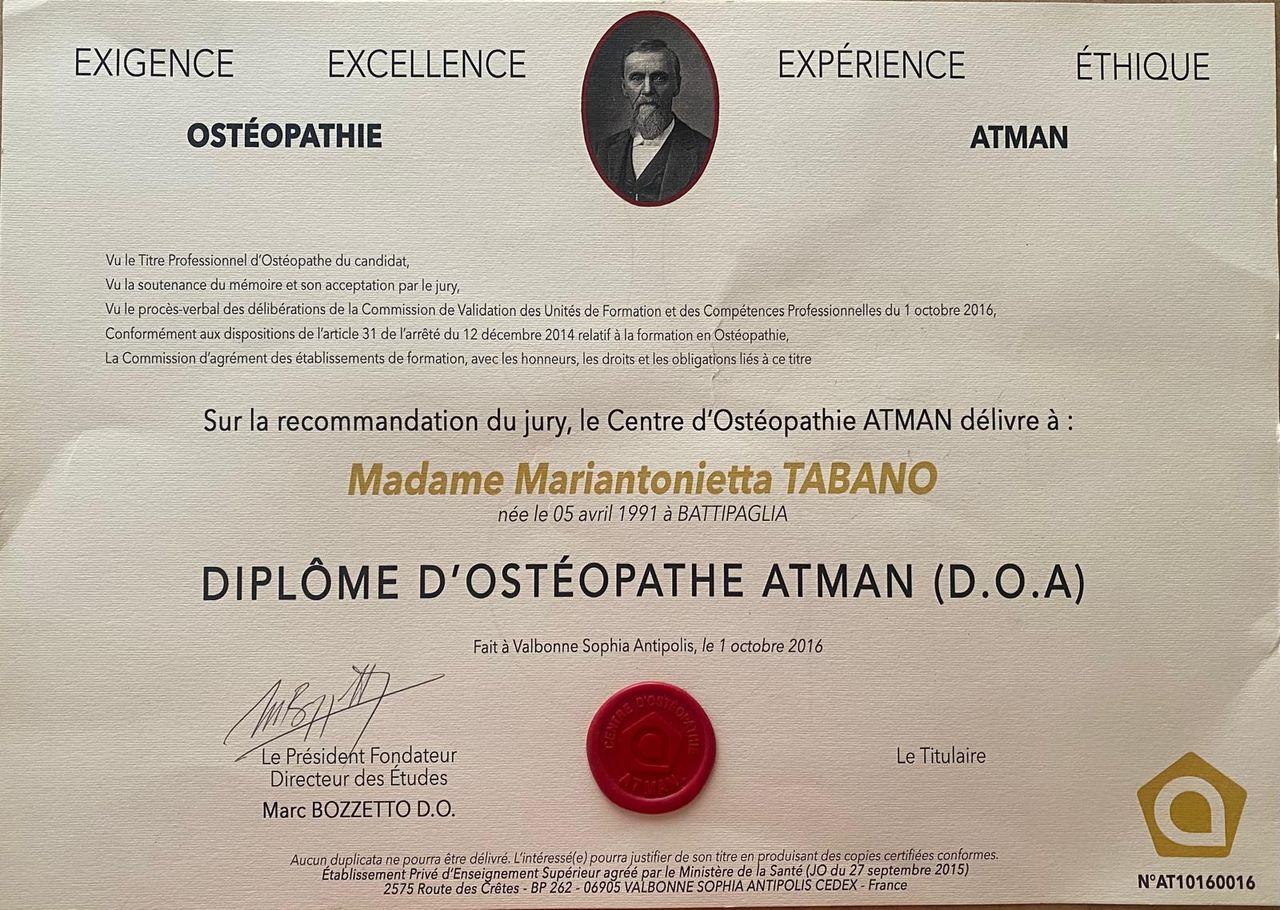 EXIGENCE EXCELLENCE EXPÉRIENCE ÉTHIQUE
OSTÉOPATHIE ATMAN
Vu le Titre Professionnel d'Ostéopathe du candidat,
Vu la soutenance du mémoire et son acceptation par le jury,
Vu le procès-verbal des délibérations de la Commission de Validation des Unités de Formation et des Compétences Professionnelles du 1 octobre 2016,
Conformément aux dispositions de l'article 31 de l'arrêté du 12 décembre 2014 relatif à la formation en Ostéopathie,
La Commission d'agrément des établissements de formation, avec les honneurs, les droits et les obligations liés à ce titre
Sur la recommandation du jury, le Centre d'Ostéopathie ATMAN délivre à :
Madame Mariantonietta TABANO
née le 05 avril 1991 à BATTIPAGLIA
DIPLÔME D'OSTÉOPATHE ATMAN (D.O.A)
Fait à Valbonne Sophia Antipolis, le 1 octobre 2016
Le Président Fondateur
Directeur des Études
Marc BOZZETTO D.O.
CENTRE D'OSTÉOPATHIE
ATMAN
Le Titulaire
Aucun duplicata ne pourra être délivré. L'intéressé(e) pourra justifier de son titre en produisant des copies certifiées conformes.
Établissement Privé d'Enseignement Supérieur agréé par le Ministère de la Santé (JO du 27 septembre 2015)
2575 Route des Crêtes - BP 262 - 06905 VALBONNE SOPHIA ANTIPOLIS CEDEX - France
N°AT10160016